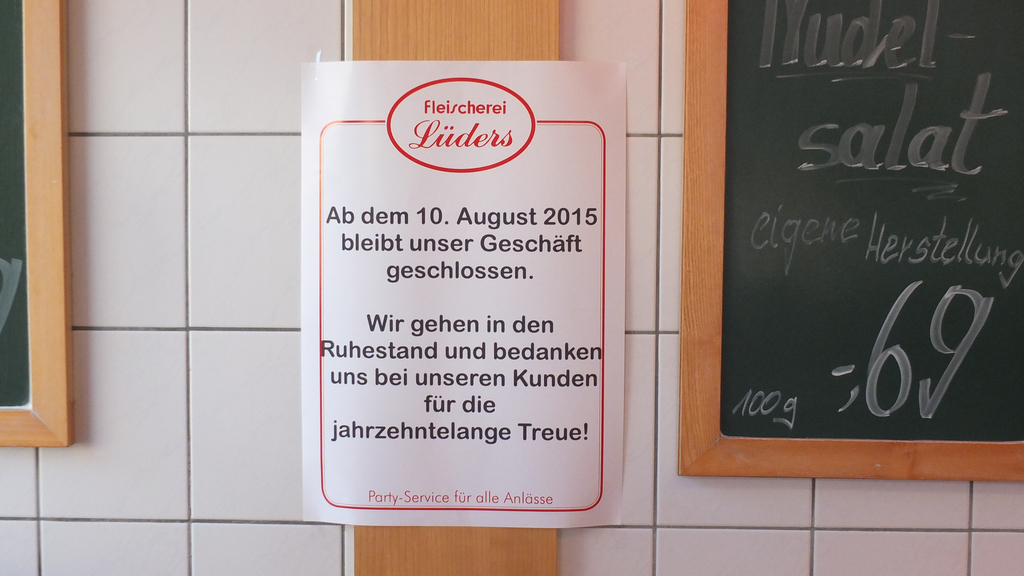 Fleischerei
Lüders
Ab dem 10. August 2015
bleibt unser Geschäft
geschlossen.
Wir gehen in den
Ruhestand und bedanken
uns bei unseren Kunden
für die
jahrzehntelange Treue!
Party-Service für alle Anlässe
Nudel-
salat
eigene Herstellung
-,69
100g